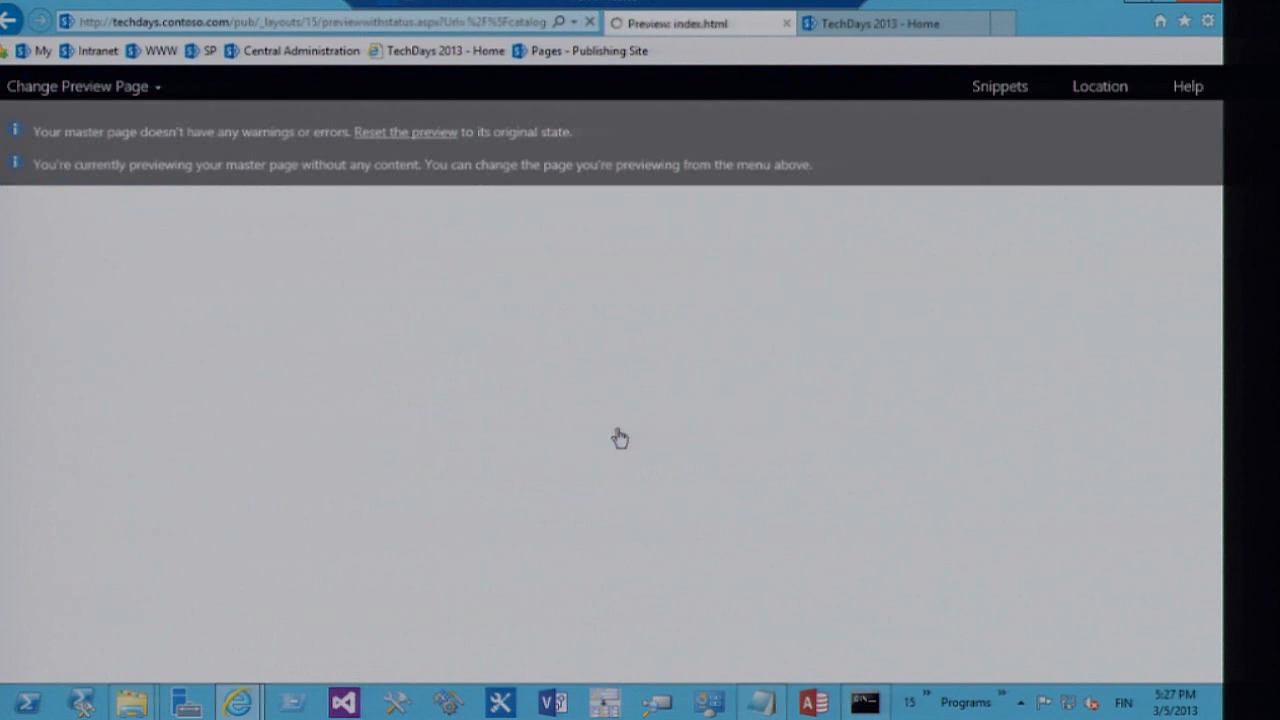 http://techdays.contoso.com/pub/_layouts/15/previewwithstatus.aspx?Url=%2F%5Fcatalog
Preview: index.html
TechDays 2013 - Home
My Intranet WWW SP Central Administration TechDays 2013 - Home Pages - Publishing Site
Change Preview Page Snippets Location Help
Your master page doesn't have any warnings or errors. Reset the preview to its original state.
You're currently previewing your master page without any content. You can change the page you're previewing from the menu above.
15 Programs FIN 5:27 PM
3/5/2013